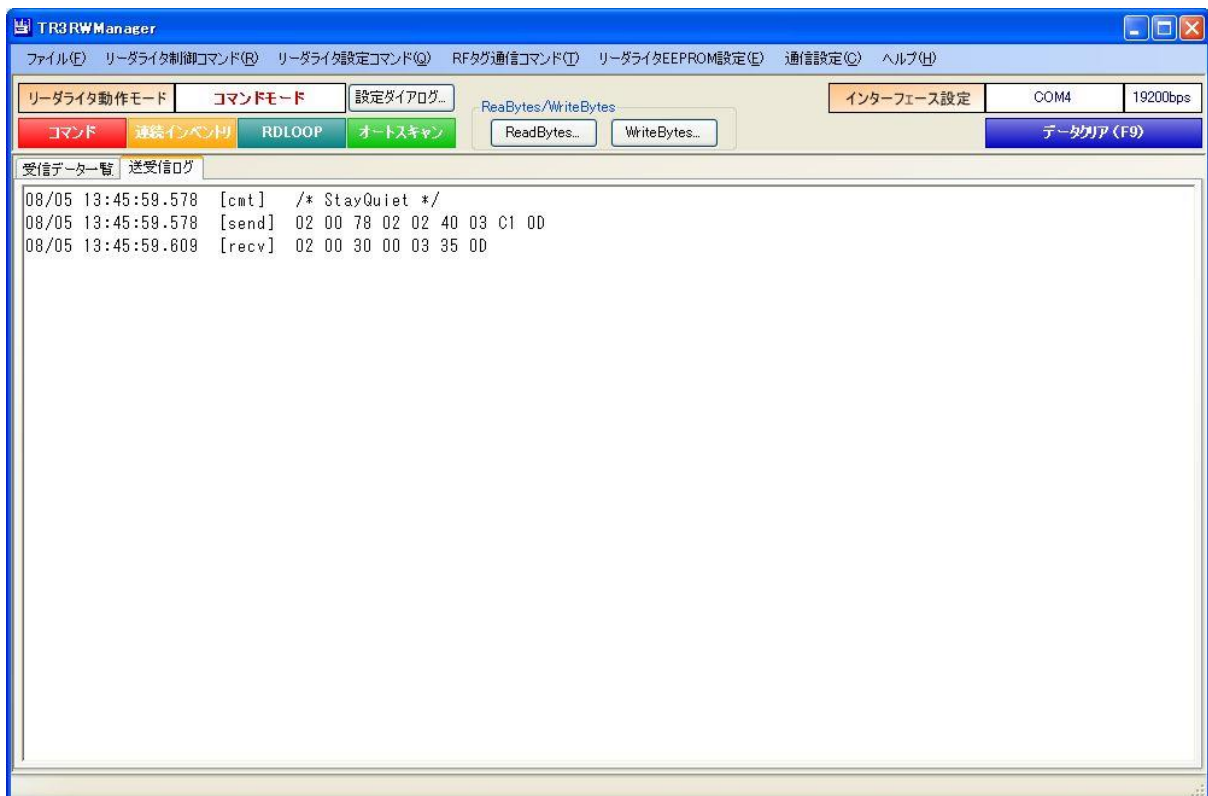 TR3RWManager
ファイル(F) リーダライタ制御コマンド(R) リーダライタ設定コマンド(Q) RFタグ通信コマンド(T) リーダライタEEPROM設定(E) 通信設定(C) ヘルプ(H)
リーダライタ動作モード コマンドモード 設定ダイアログ... ReaBytes/WriteBytes インターフェース設定 COM4 19200bps
コマンド 連続インベントリ RDLOOP オートスキャン ReadBytes... WriteBytes... データクリア(F9)
受信データ一覧 送受信ログ
08/05 13:45:59.578 [cmt] /* StayQuiet */
08/05 13:45:59.578 [send] 02 00 78 02 02 40 03 C1 0D
08/05 13:45:59.609 [recv] 02 00 30 00 03 35 0D